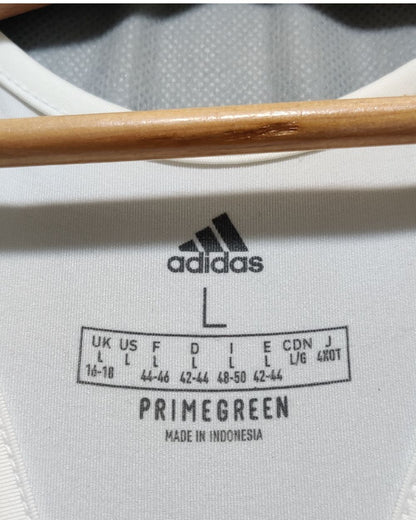 adidas
L
UK US F D I E CDN J
L L L L L L L/G 4XOT
16-18 44-46 42-44 48-50 42-44
PRIMEGREEN
MADE IN INDONESIA